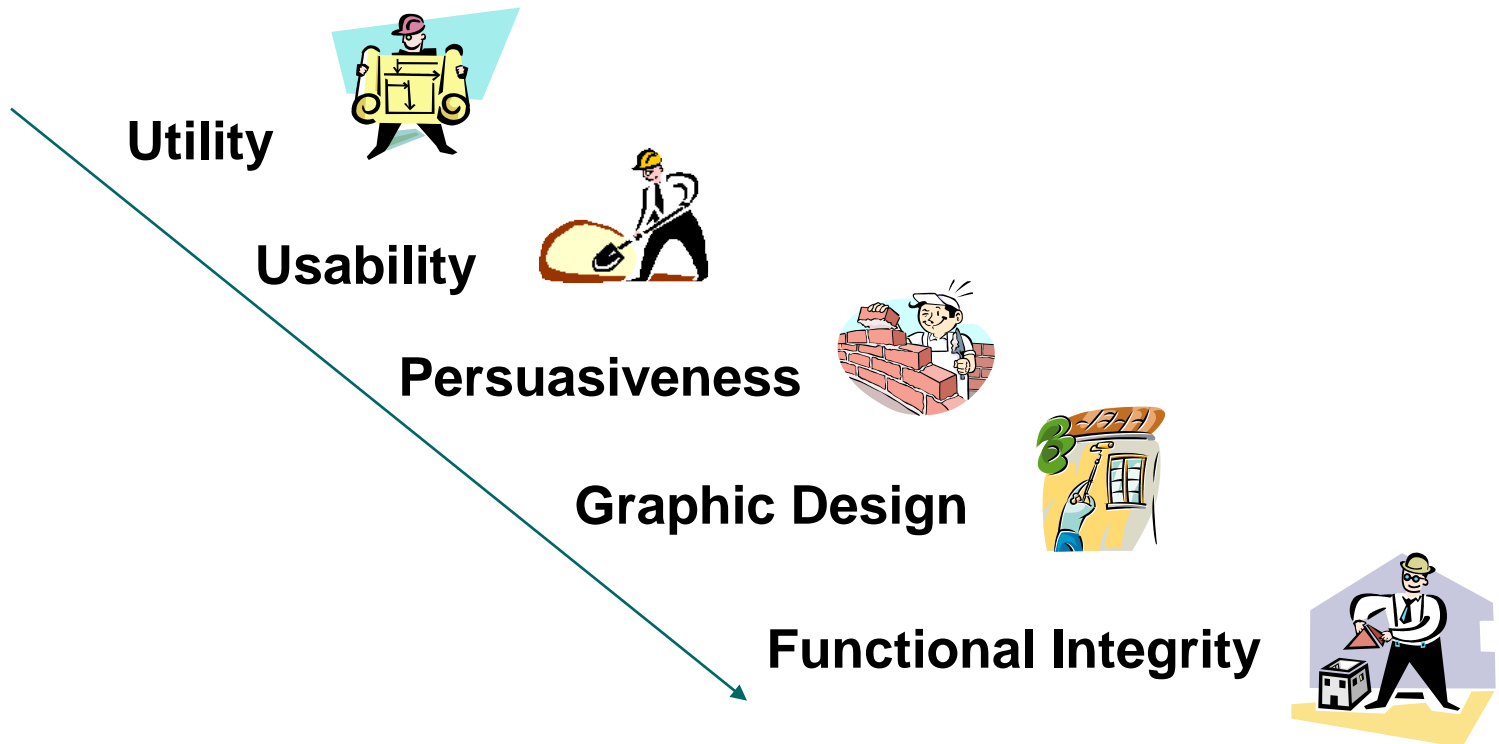 Utility
Usability
Persuasiveness
Graphic Design
Functional Integrity